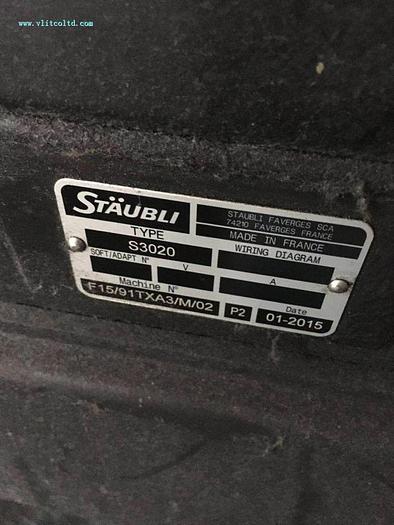 www.vlitcoltd.com
STÄUBLI
STAUBLI FAVERGES SCA
74210 FAVERGES FRANCE
MADE IN FRANCE
TYPE
WIRING DIAGRAM
S3020
SOFT/ADAPT N° V A
Machine N° Date
F15/91TXA3/M/02 P2 01-2015